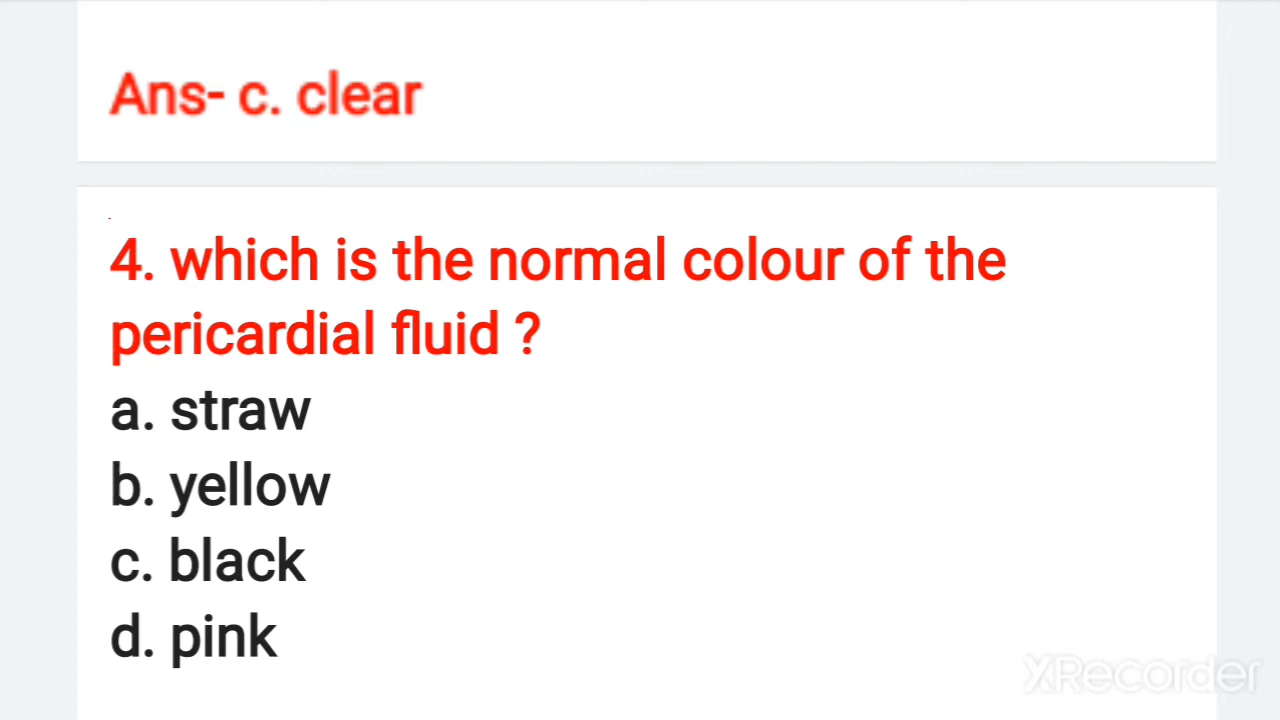 Ans- c. clear
4. which is the normal colour of the
pericardial fluid ?
a. straw
b. yellow
c. black
d. pink
XRecorder